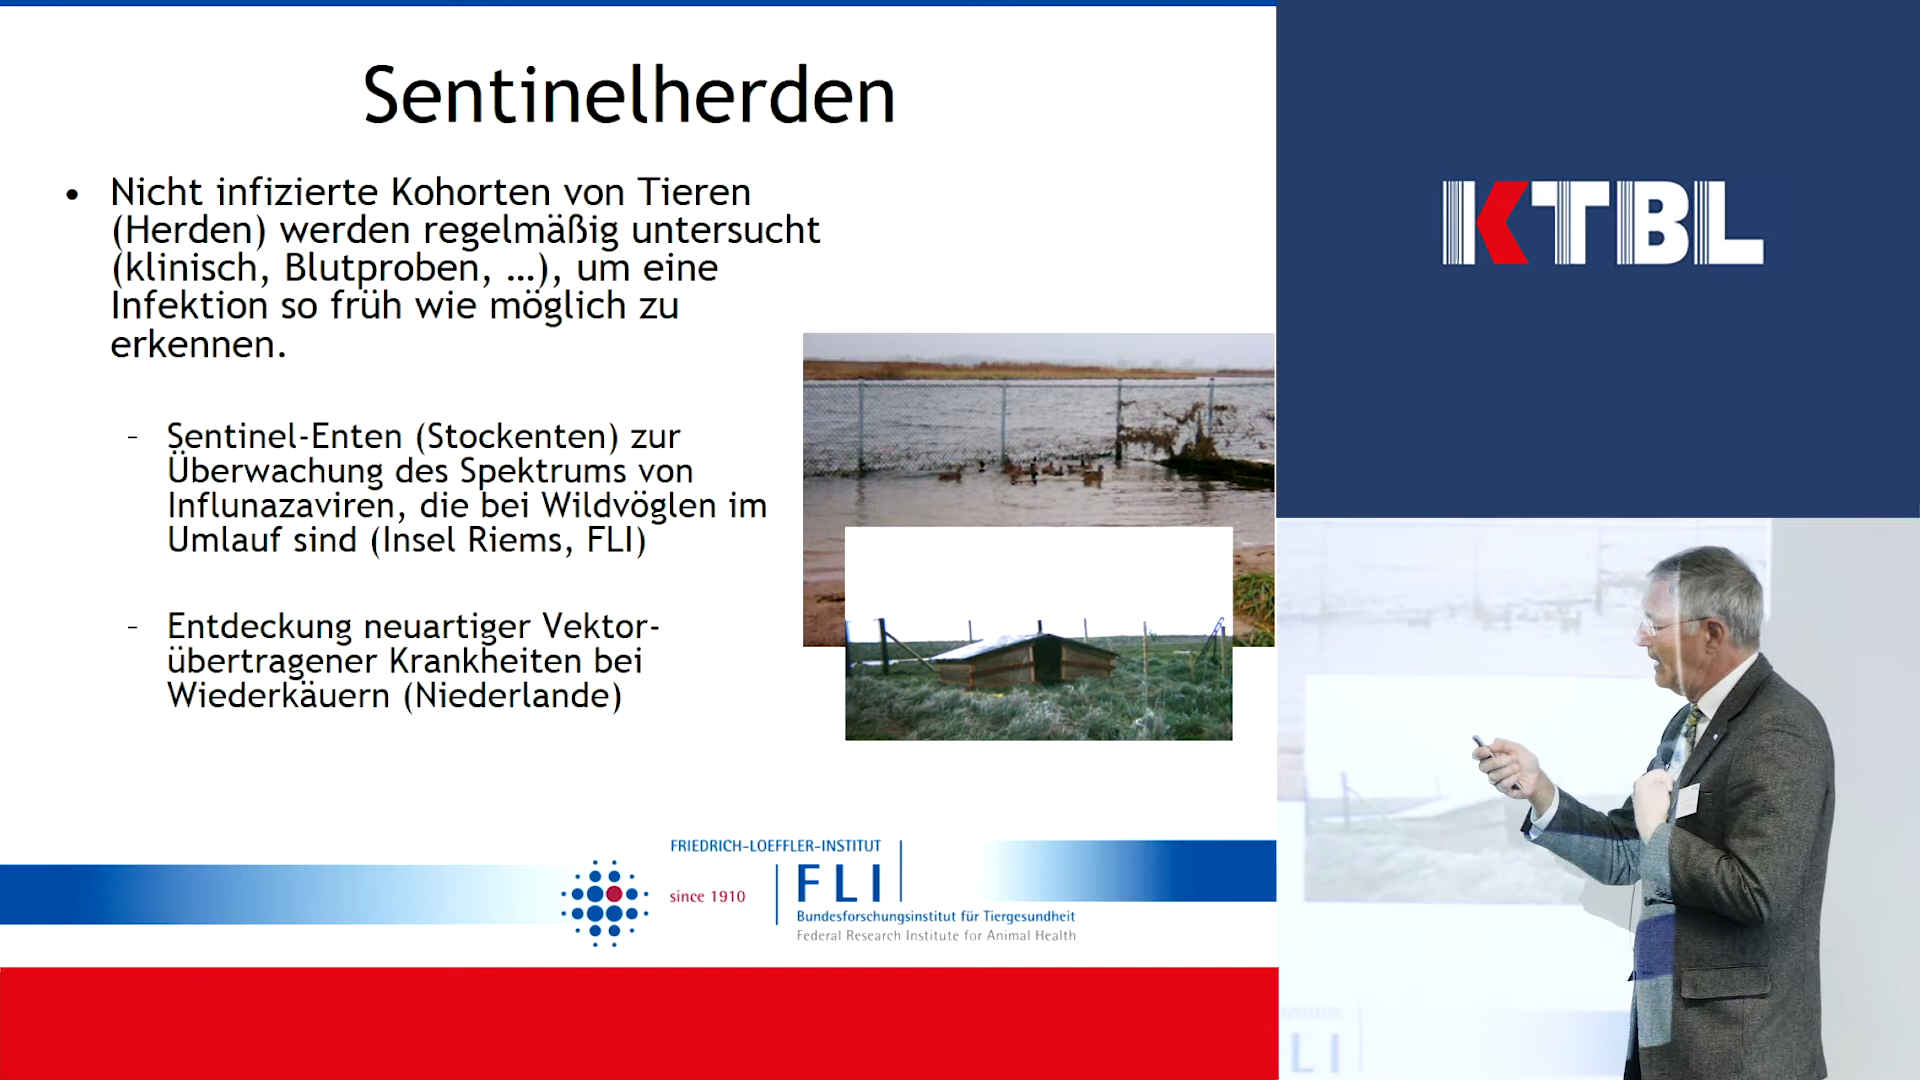 Sentinelherden
• Nicht infizierte Kohorten von Tieren
(Herden) werden regelmäßig untersucht
(klinisch, Blutproben, …), um eine
Infektion so früh wie möglich zu
erkennen.
– Sentinel-Enten (Stockenten) zur
Überwachung des Spektrums von
Influnazaviren, die bei Wildvöglen im
Umlauf sind (Insel Riems, FLI)
– Entdeckung neuartiger Vektor-
übertragener Krankheiten bei
Wiederkäuern (Niederlande)
FRIEDRICH-LOEFFLER-INSTITUT
since 1910
FLI
Bundesforschungsinstitut für Tiergesundheit
Federal Research Institute for Animal Health
KTBL
LI